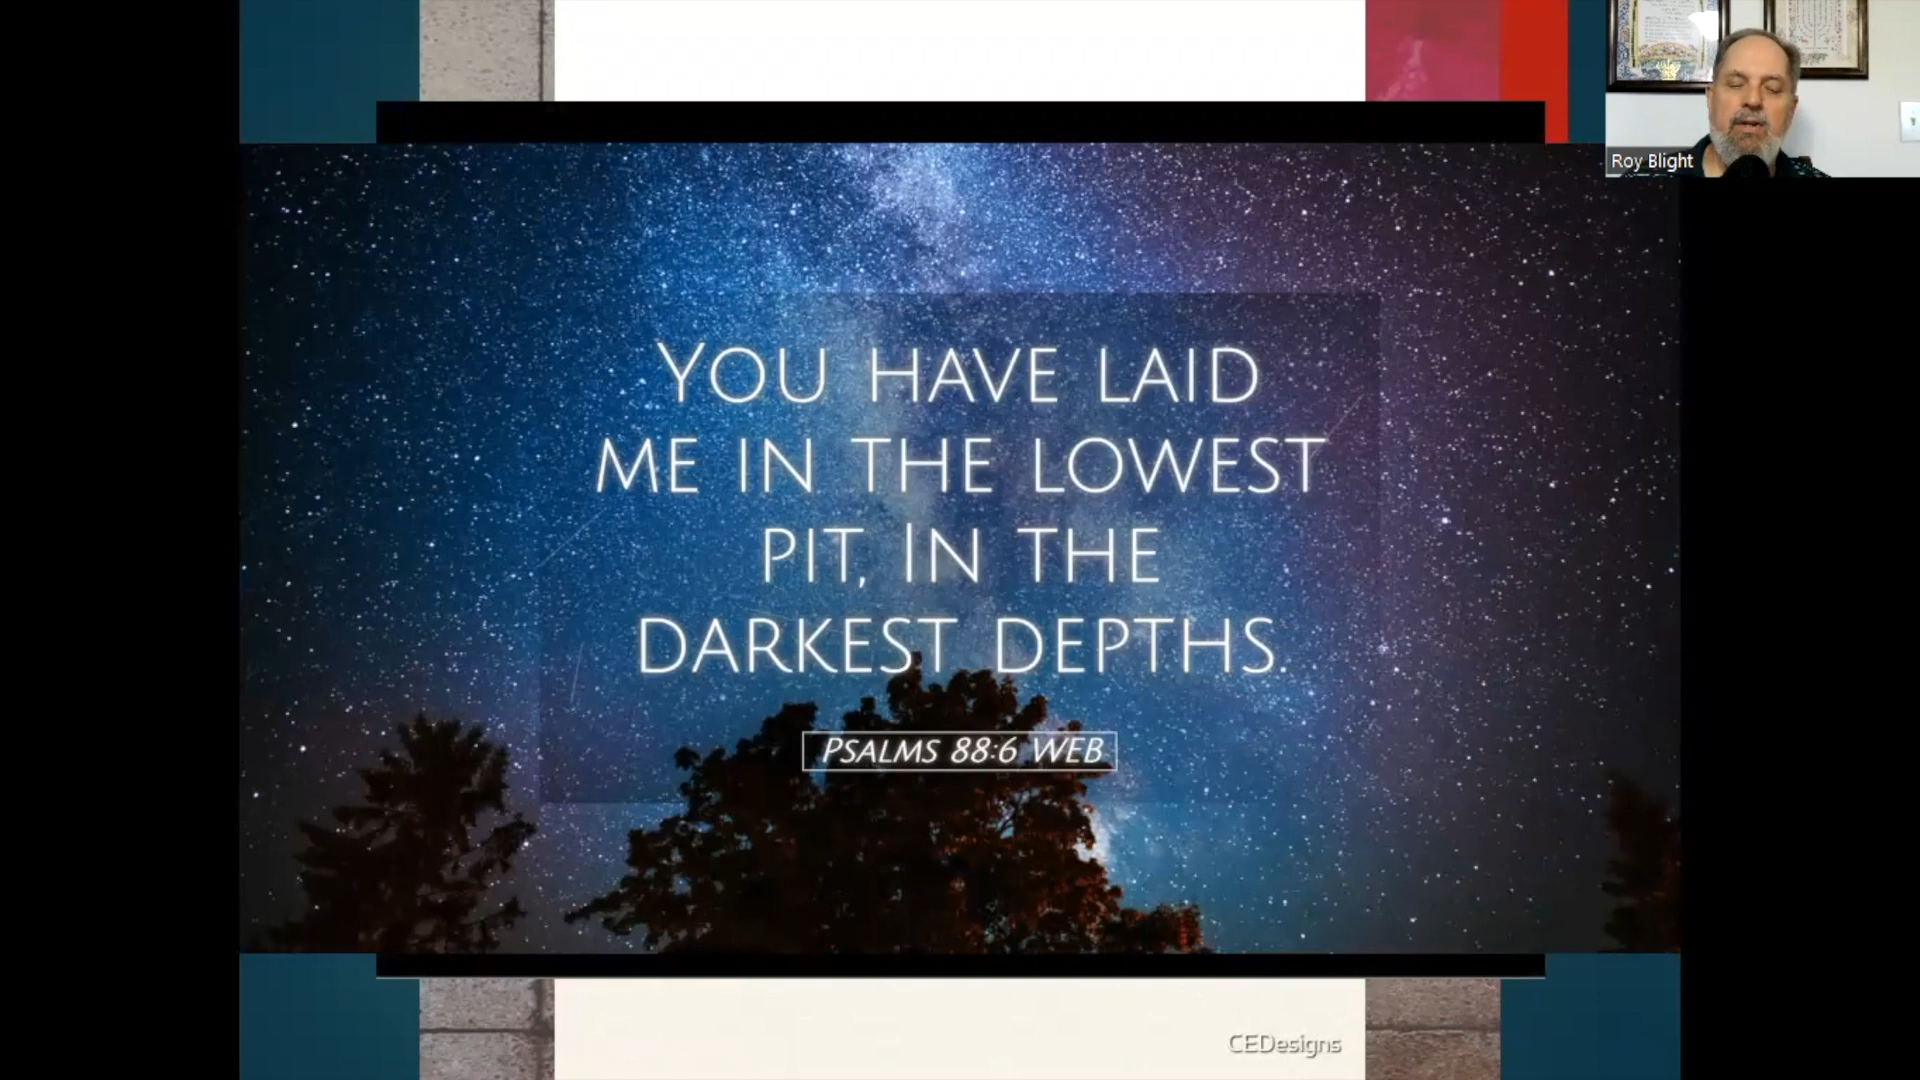 Roy Blight
YOU HAVE LAID
ME IN THE LOWEST
PIT, IN THE
DARKEST DEPTHS.
PSALMS 88:6 WEB
CEDesigns